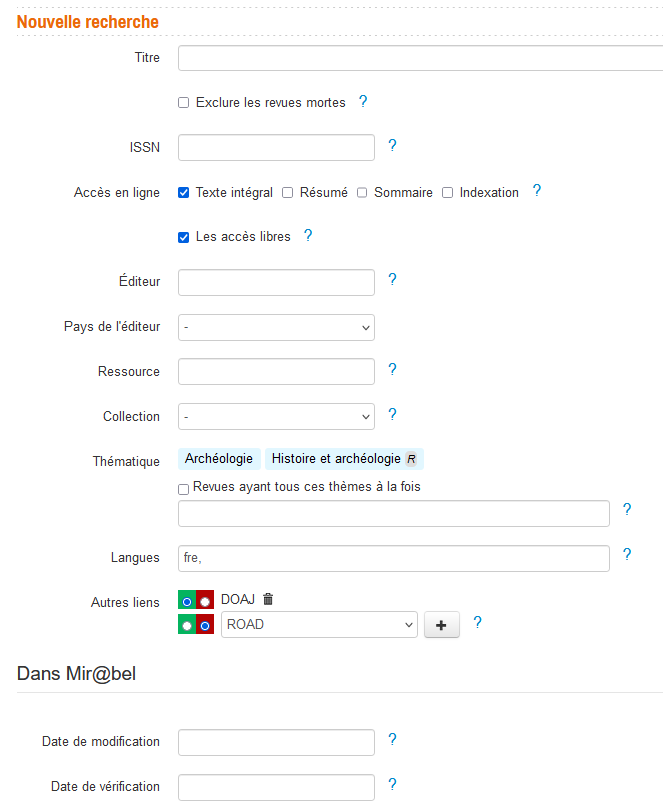 Nouvelle recherche
Titre
Exclure les revues mortes ?
ISSN ?
Accès en ligne Texte intégral Résumé Sommaire Indexation ?
Les accès libres ?
Éditeur ?
Pays de l'éditeur -
Ressource ?
Collection - ?
Thématique Archéologie Histoire et archéologie R
Revues ayant tous ces thèmes à la fois
?
Langues fre, ?
Autres liens DOAJ
ROAD + ?
Dans Mir@bel
Date de modification ?
Date de vérification ?